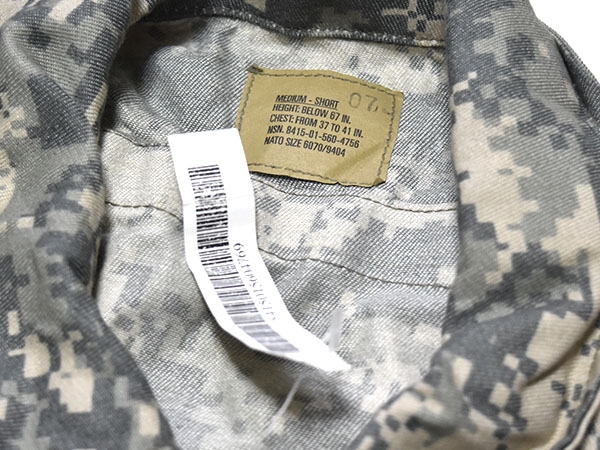 MEDIUM - SHORT
HEIGHT: BELOW 67 IN.
CHEST: FROM 37 TO 41 IN.
NSN. 8415-01-560-4756
NATO SIZE 6070/9404